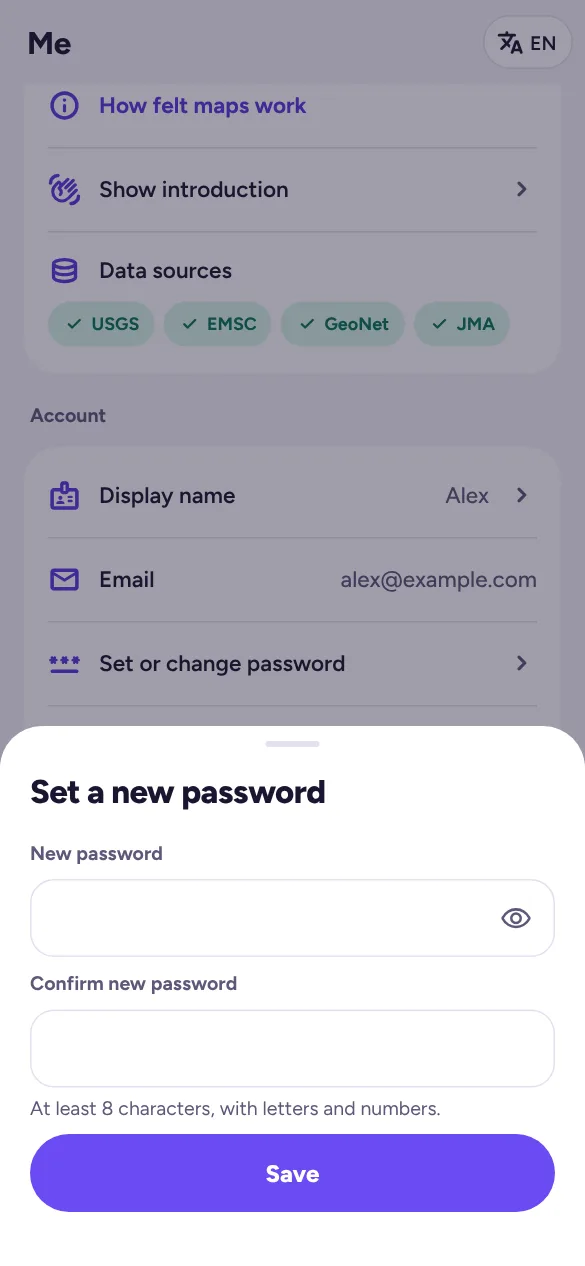 Me
EN
How felt maps work
Show introduction
Data sources
USGS EMSC GeoNet JMA
Account
Display name Alex
Email alex@example.com
Set or change password
Set a new password
New password
Confirm new password
At least 8 characters, with letters and numbers.
Save